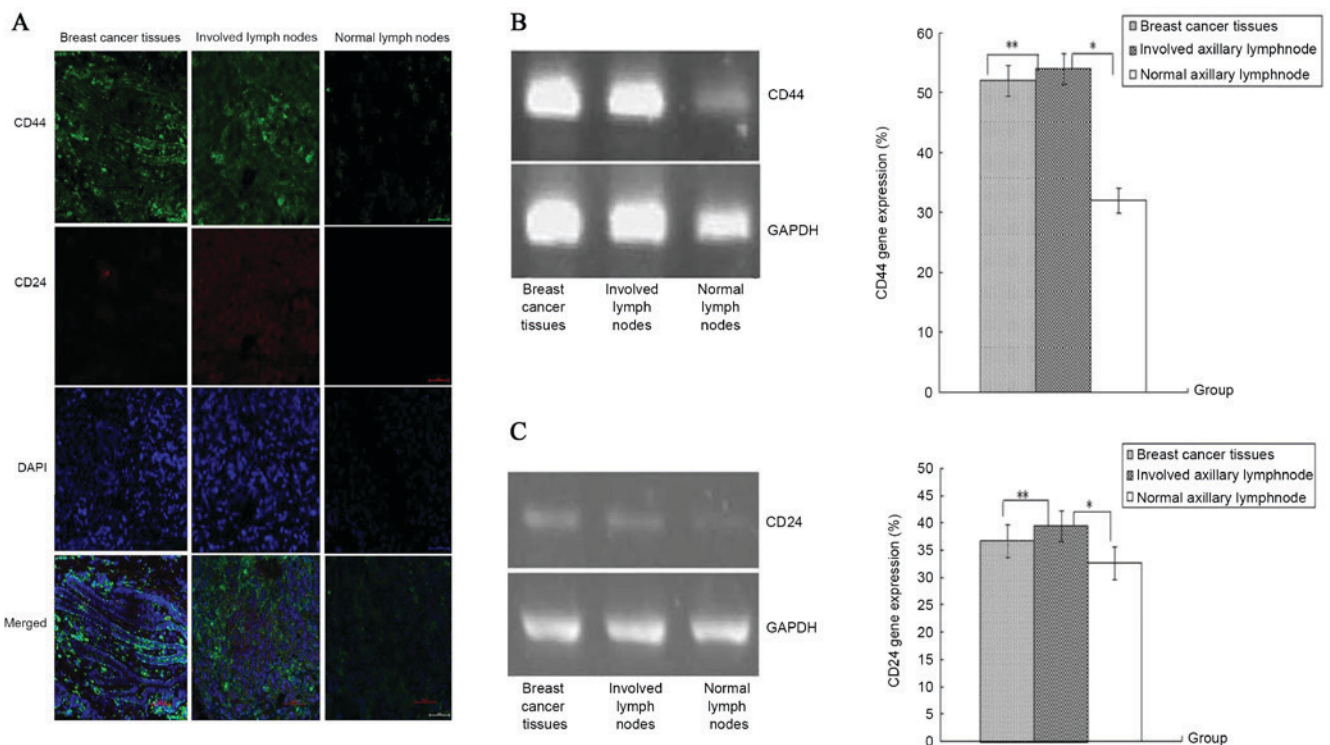 A
Breast cancer tissues Involved lymph nodes Normal lymph nodes
CD44
CD24
DAPI
Merged
B
CD44
GAPDH
Breast
cancer
tissues
Involved
lymph
nodes
Normal
lymph
nodes
Breast cancer tissues
Involved axillary lymphnode
Normal axillary lymphnode
CD44 gene expression (%)
60
50
40
30
20
10
0
**
*
Group
C
CD24
GAPDH
Breast
cancer
tissues
Involved
lymph
nodes
Normal
lymph
nodes
Breast cancer tissues
Involved axillary lymphnode
Normal axillary lymphnode
CD24 gene expression (%)
50
45
40
35
30
25
20
15
10
5
0
**
*
Group